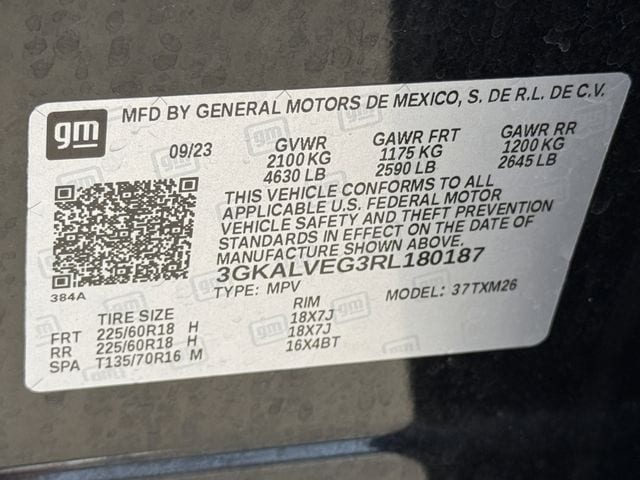 gm MFD BY GENERAL MOTORS DE MEXICO, S. DE R.L. DE C.V.
09/23 GVWR GAWR FRT GAWR RR
2100 KG 1175 KG 1200 KG
4630 LB 2590 LB 2645 LB
THIS VEHICLE CONFORMS TO ALL
APPLICABLE U.S. FEDERAL MOTOR
VEHICLE SAFETY AND THEFT PREVENTION
STANDARDS IN EFFECT ON THE DATE OF
MANUFACTURE SHOWN ABOVE.
384A
3GKALVEG3RL180187
TYPE: MPV MODEL: 37TXM26
TIRE SIZE RIM
FRT 225/60R18 H 18X7J
RR 225/60R18 H 18X7J
SPA T135/70R16 M 16X4BT